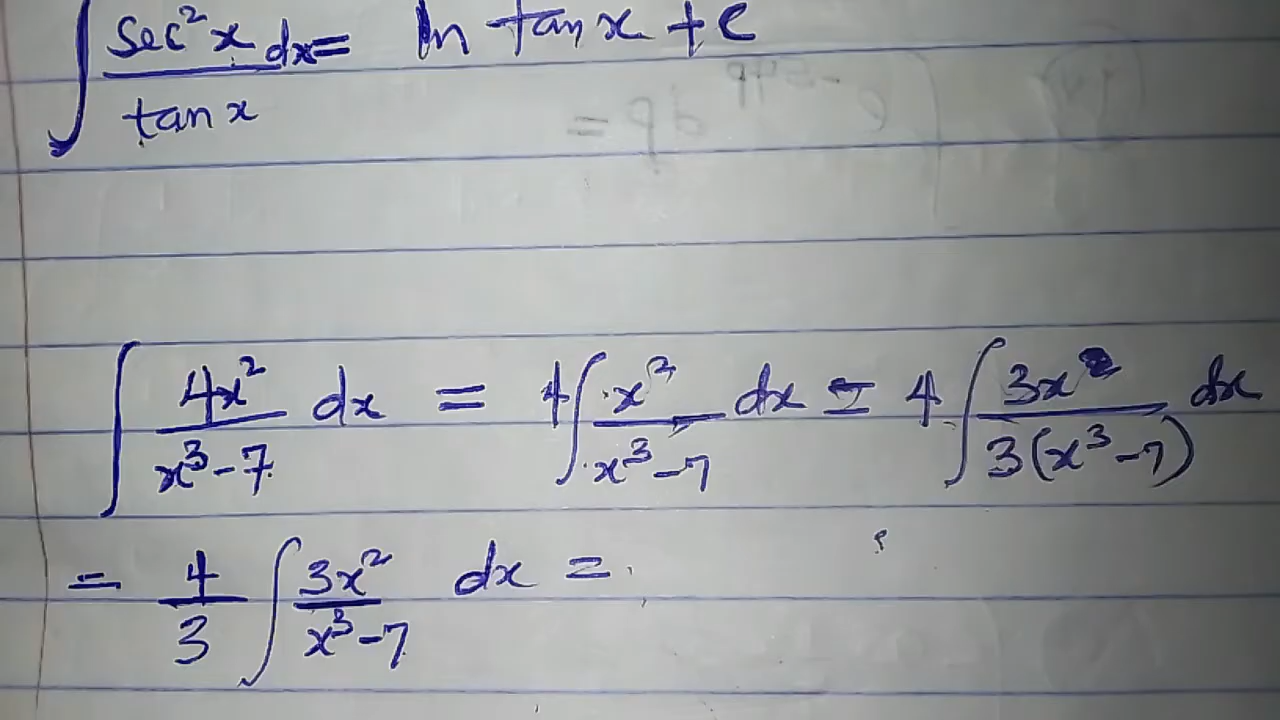 ∫ sec²x/tan x dx = ln tan x + c
∫ 4x²/(x³-7) dx = 4∫ x²/(x³-7) dx = 4∫ 3x²/3(x³-7) dx
= 4/3 ∫ 3x²/(x³-7) dx =